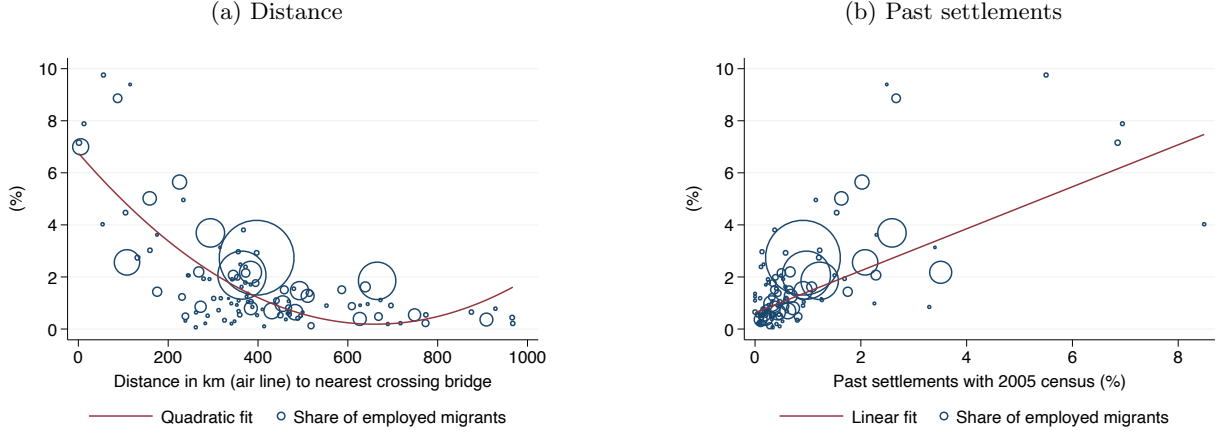 (a) Distance
(%)
10
8
6
4
2
0
0 200 400 600 800 1000
Distance in km (air line) to nearest crossing bridge
Quadratic fit Share of employed migrants
(b) Past settlements
(%)
10
8
6
4
2
0
0 2 4 6 8
Past settlements with 2005 census (%)
Linear fit Share of employed migrants